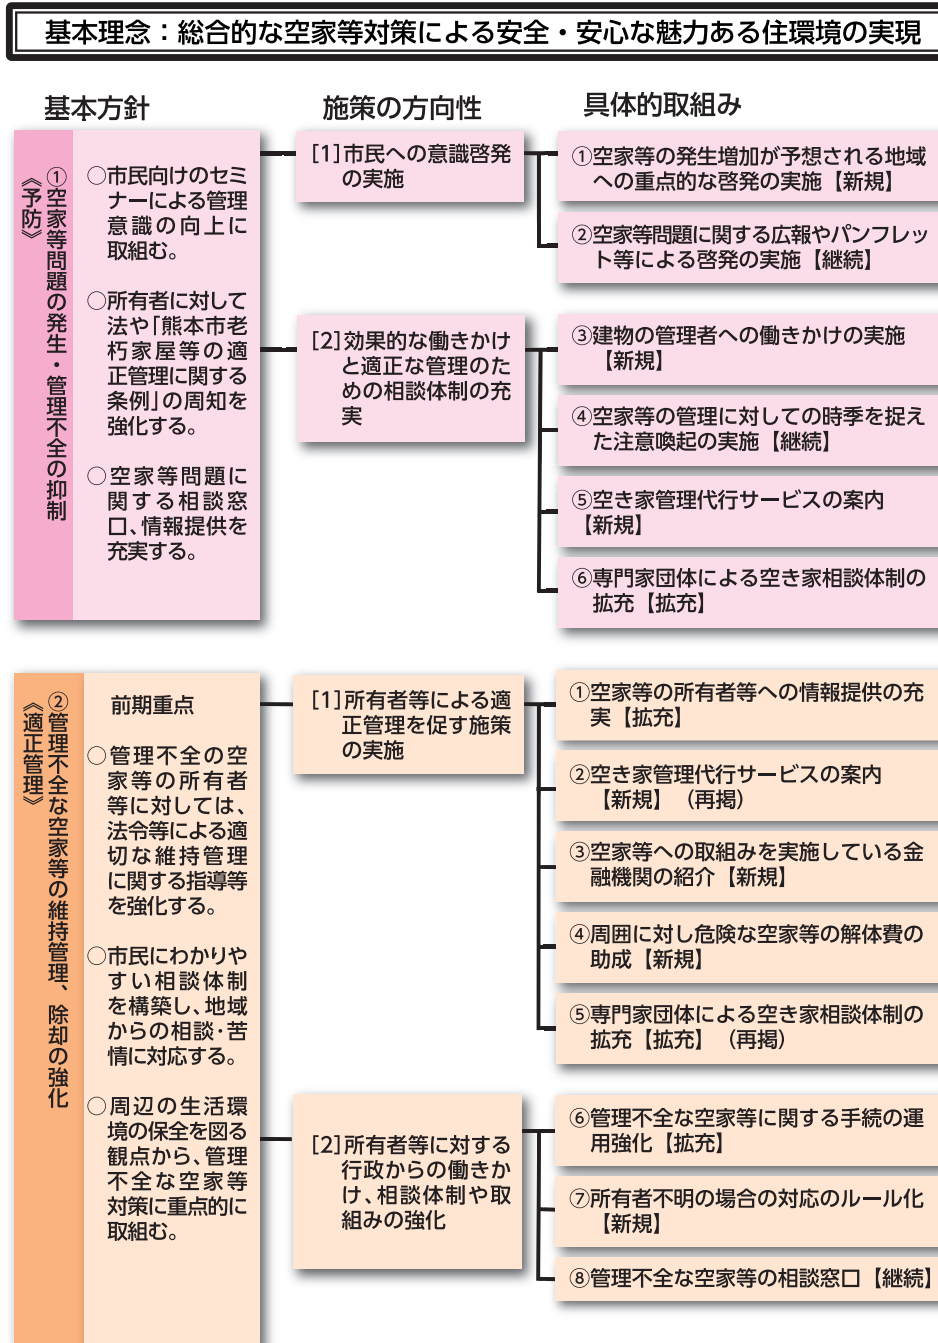 基本理念：総合的な空家等対策による安全・安心な魅力ある住環境の実現
基本方針
施策の方向性
具体的取組み
①空家等問題の発生・管理不全の抑制
《予防》
○市民向けのセミ
ナーによる管理
意識の向上に
取組む。
○所有者に対して
法や「熊本市老
朽家屋等の適
正管理に関する
条例」の周知を
強化する。
○空家等問題に
関する相談窓
口、情報提供を
充実する。
[1]市民への意識啓発
の実施
①空家等の発生増加が予想される地域
への重点的な啓発の実施【新規】
②空家等問題に関する広報やパンフレッ
ト等による啓発の実施【継続】
[2]効果的な働きかけ
と適正な管理のた
めの相談体制の充
実
③建物の管理者への働きかけの実施
【新規】
④空家等の管理に対しての時季を捉え
た注意喚起の実施【継続】
⑤空き家管理代行サービスの案内
【新規】
⑥専門家団体による空き家相談体制の
拡充【拡充】
②管理不全な空家等の維持管理、除却の強化
《適正管理》
前期重点
○管理不全の空
家等の所有者
等に対しては、
法令等による適
切な維持管理
に関する指導等
を強化する。
○市民にわかりや
すい相談体制
を構築し、地域
からの相談・苦
情に対応する。
○周辺の生活環
境の保全を図る
観点から、管理
不全な空家等
対策に重点的に
取組む。
[1]所有者等による適
正管理を促す施策
の実施
①空家等の所有者等への情報提供の充
実【拡充】
②空き家管理代行サービスの案内
【新規】（再掲）
③空家等への取組みを実施している金
融機関の紹介【新規】
④周囲に対し危険な空家等の解体費の
助成【新規】
⑤専門家団体による空き家相談体制の
拡充【拡充】（再掲）
[2]所有者等に対する
行政からの働きか
け、相談体制や取
組みの強化
⑥管理不全な空家等に関する手続の運
用強化【拡充】
⑦所有者不明の場合の対応のルール化
【新規】
⑧管理不全な空家等の相談窓口【継続】